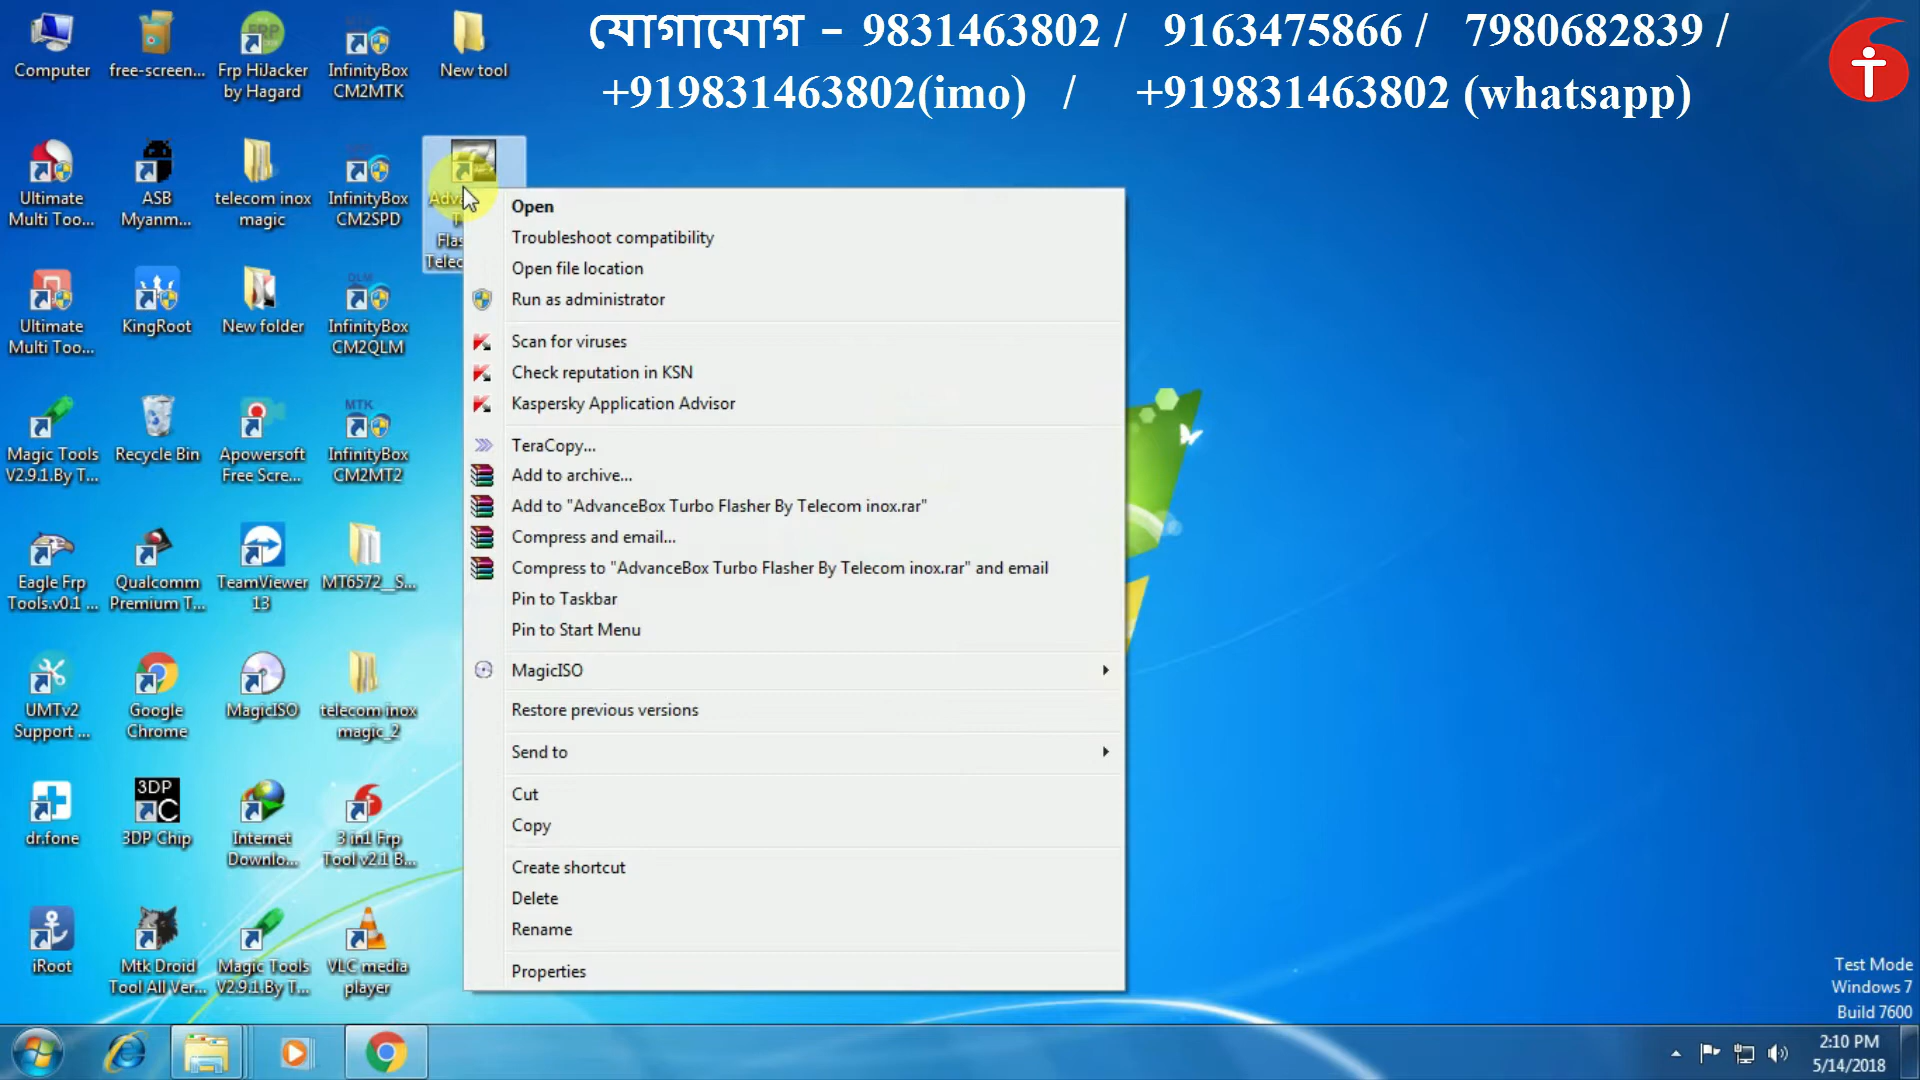 যোগাযোগ – 9831463802 / 9163475866 / 7980682839 /
+919831463802(imo) / +919831463802 (whatsapp)
Computer
free-screen...
Frp HiJacker
by Hagard
InfinityBox
CM2MTK
New tool
Ultimate
Multi Too...
ASB
Myanm...
telecom inox
magic
InfinityBox
CM2SPD
Ultimate
Multi Too...
KingRoot
New folder
InfinityBox
CM2QLM
Magic Tools
V2.9.1.By T...
Recycle Bin
Apowersoft
Free Scre...
MTK
InfinityBox
CM2MT2
Eagle Frp
Tools.v0.1 ...
Qualcomm
Premium T...
TeamViewer
13
MT6572__S...
UMTv2
Support ...
Google
Chrome
MagicISO
telecom inox
magic_2
dr.fone
3DP
C
3DP Chip
Internet
Downlo...
3 in1 Frp
Tool v2.1 B...
iRoot
Mtk Droid
Tool All Ver...
Magic Tools
V2.9.1.By T...
VLC media
player
Open
Troubleshoot compatibility
Open file location
Run as administrator
Scan for viruses
Check reputation in KSN
Kaspersky Application Advisor
TeraCopy...
Add to archive...
Add to "AdvanceBox Turbo Flasher By Telecom inox.rar"
Compress and email...
Compress to "AdvanceBox Turbo Flasher By Telecom inox.rar" and email
Pin to Taskbar
Pin to Start Menu
MagicISO
Restore previous versions
Send to
Cut
Copy
Create shortcut
Delete
Rename
Properties
Test Mode
Windows 7
Build 7600
2:10 PM
5/14/2018